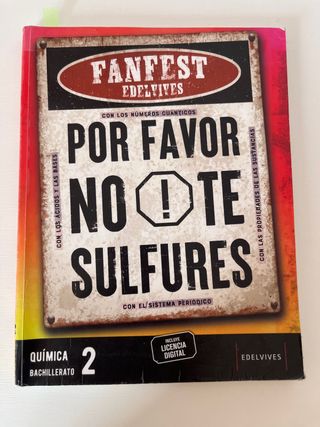 FANFEST
EDELVIVES
CON LOS NÚMEROS CUÁNTICOS
POR FAVOR
NO ! TE
SULFURES
CON LOS ÁCIDOS Y LAS BASES
CON LAS PROPIEDADES DE LAS SUSTANCIAS
CON EL SISTEMA PERIÓDICO
QUÍMICA
BACHILLERATO 2
INCLUYE
LICENCIA
DIGITAL
EDELVIVES